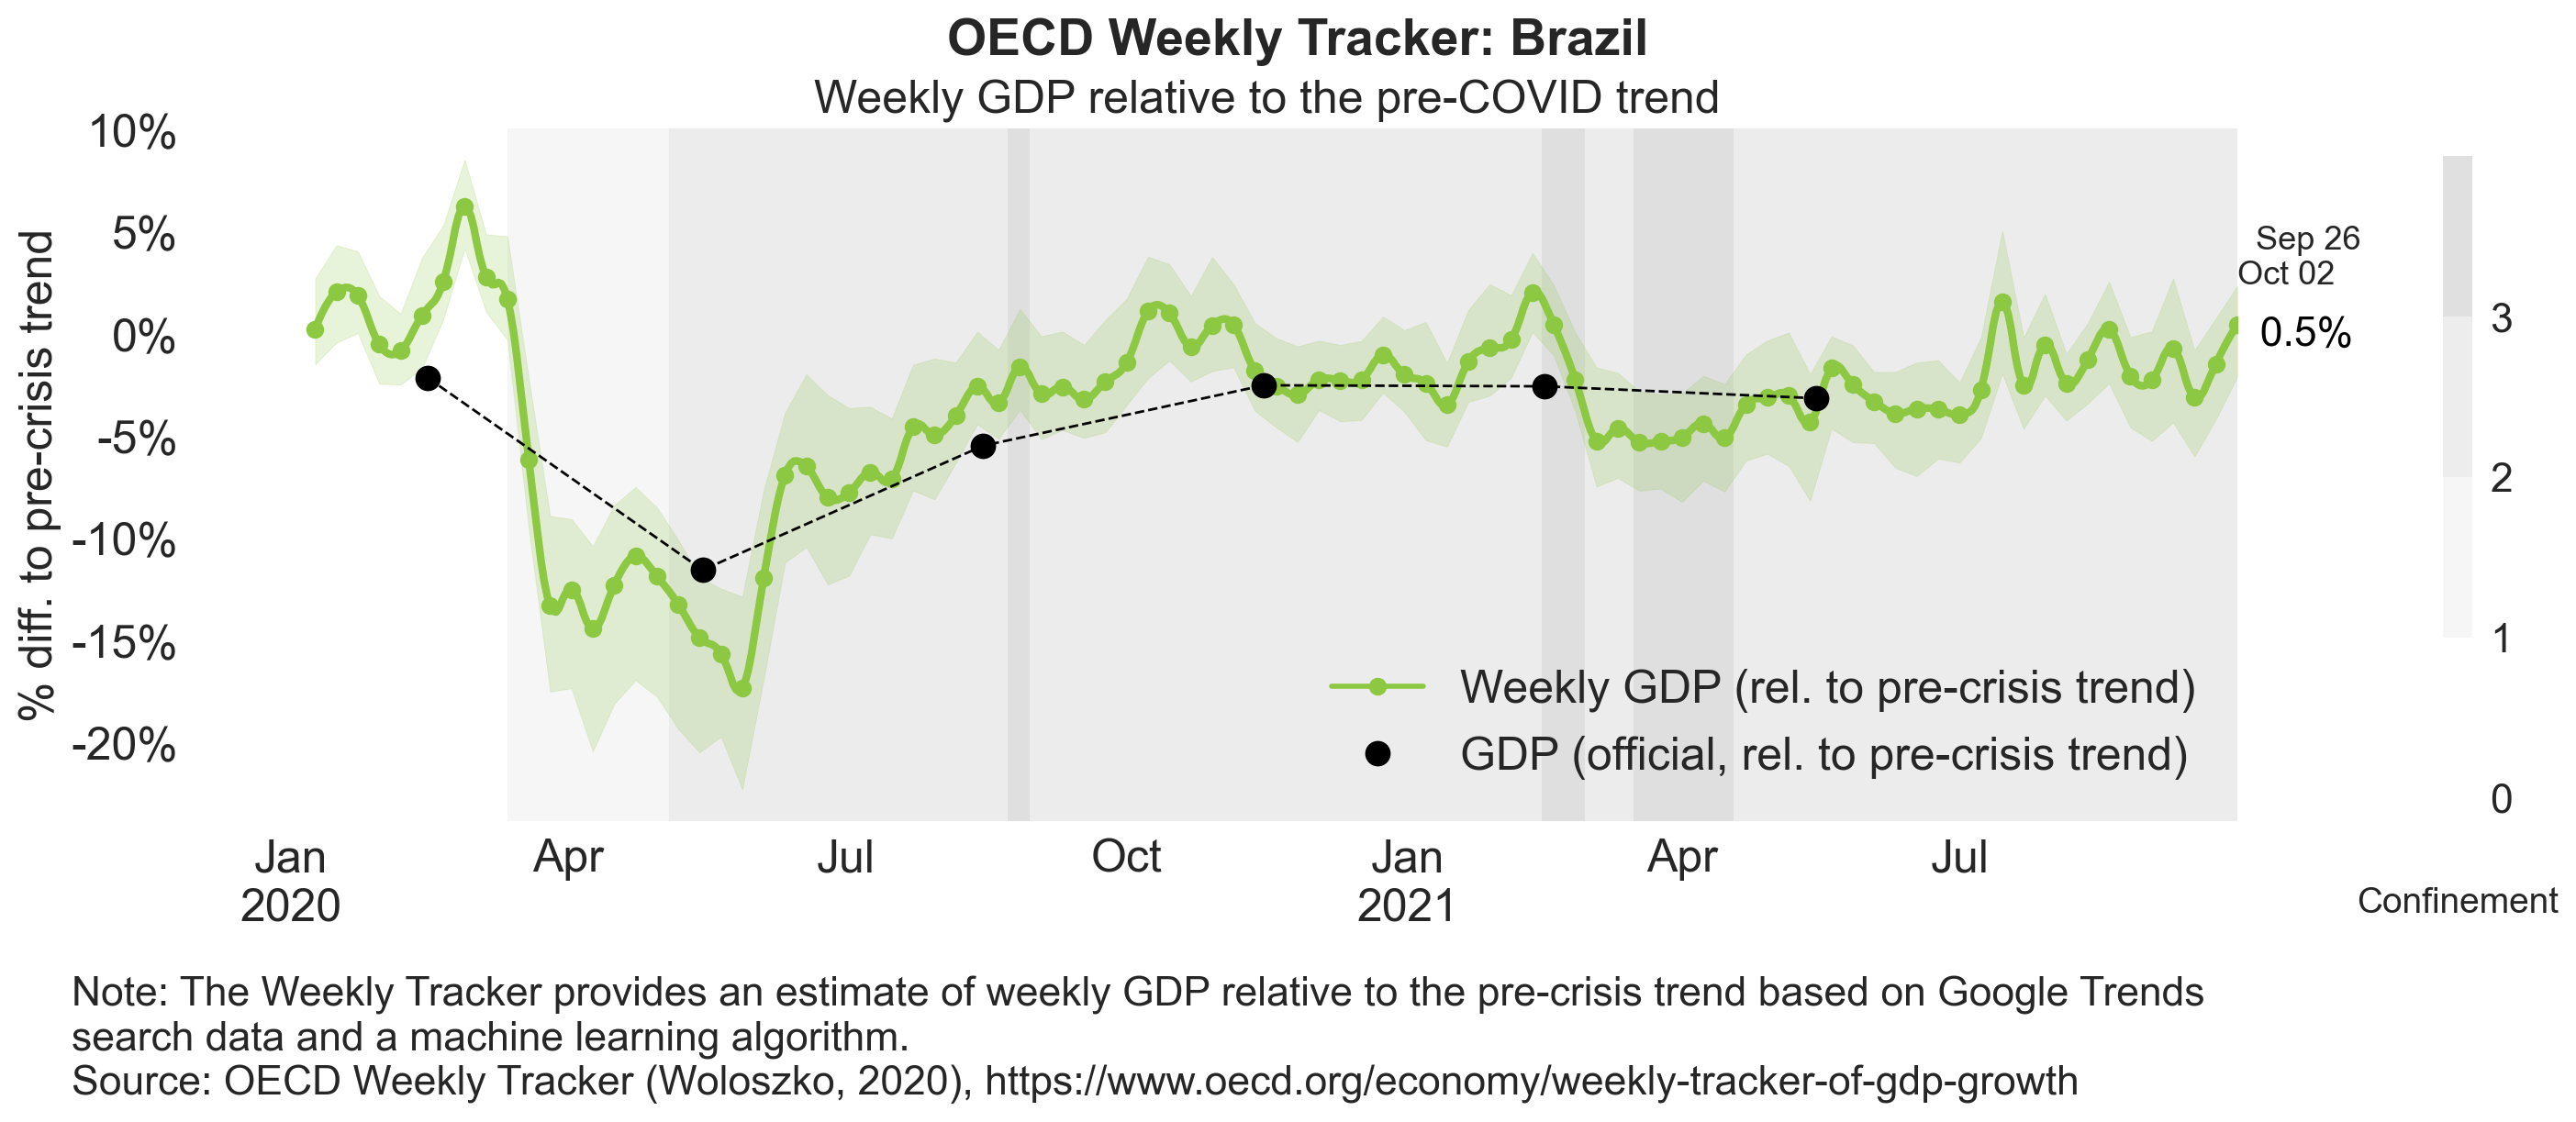 OECD Weekly Tracker: Brazil
Weekly GDP relative to the pre-COVID trend
% diff. to pre-crisis trend
10%
5%
0%
-5%
-10%
-15%
-20%
Jan
2020
Apr
Jul
Oct
Jan
2021
Apr
Jul
Sep 26
Oct 02
0.5%
Weekly GDP (rel. to pre-crisis trend)
GDP (official, rel. to pre-crisis trend)
3
2
1
0
Confinement
Note: The Weekly Tracker provides an estimate of weekly GDP relative to the pre-crisis trend based on Google Trends
search data and a machine learning algorithm.
Source: OECD Weekly Tracker (Woloszko, 2020), https://www.oecd.org/economy/weekly-tracker-of-gdp-growth